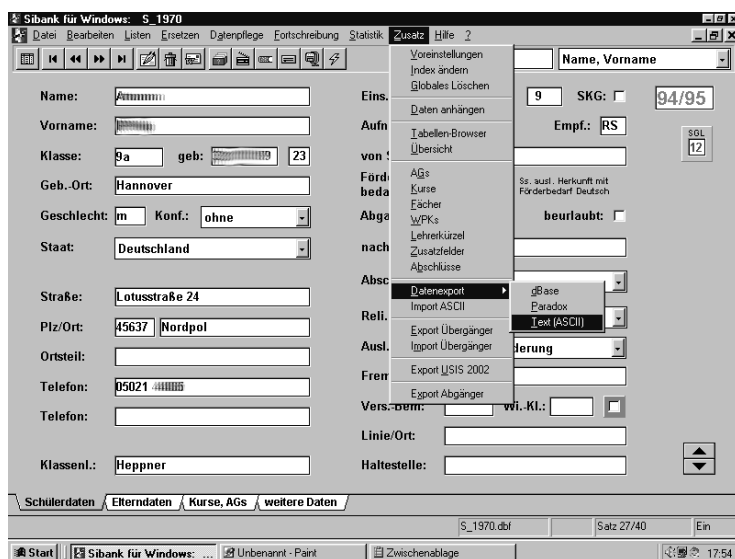 Sibank für Windows: S_1970
Datei Bearbeiten Listen Ersetzen Datenpflege Fortschreibung Statistik Zusatz Hilfe ?
Name, Vorname
Voreinstellungen
Index ändern
Globales Löschen
Daten anhängen
Tabellen-Browser
Übersicht
AGs
Kurse
Fächer
WPKs
Lehrerkürzel
Zusatzfelder
Abschlüsse
Datenexport
Import ASCII
Export Übergänger
Import Übergänger
Export USIS 2002
Export Abgänger
dBase
Paradox
Text (ASCII)
Name: Eins. 9 SKG: 94/95
Vorname: Aufn Empf.: RS
SGL
12
Klasse: 9a geb: 23 von
Geb.-Ort: Hannover Förd
beda
Ss. ausl. Herkunft mit
Förderbedarf Deutsch
Geschlecht: m Konf.: ohne Abga beurlaubt:
Staat: Deutschland nach
Absc
Straße: Lotusstraße 24
Plz/Ort: 45637 Nordpol Reli.
Ortsteil: Ausl. derung
Telefon: 05021 Frem
Telefon: Vers.-Bem: Wi.-Kl.:
Linie/Ort:
Klassenl.: Heppner Haltestelle:
Schülerdaten Elterndaten Kurse, AGs weitere Daten
S_1970.dbf Satz 27/40 Ein
Start Sibank für Windows: ... Unbenannt - Paint Zwischenablage 17:54